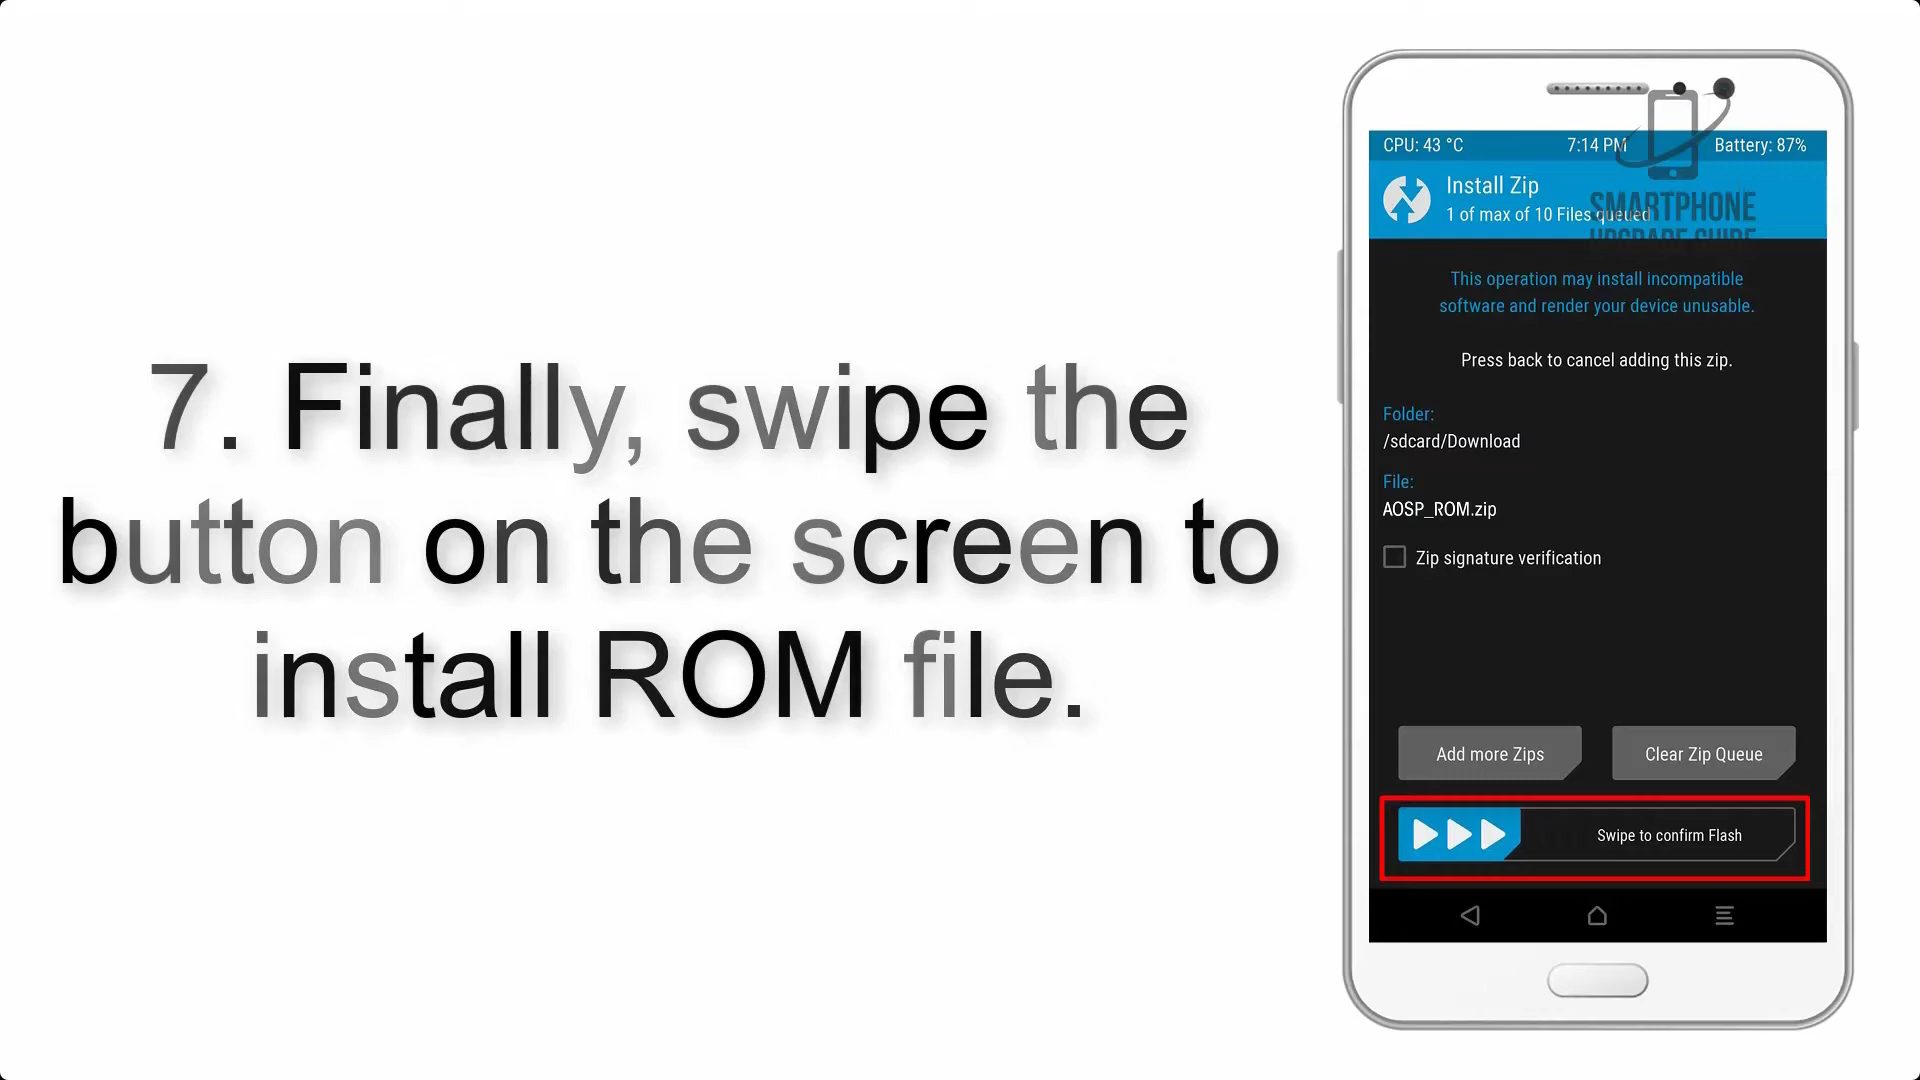 7. Finally, swipe the
button on the screen to
install ROM file.
CPU: 43 °C 7:14 PM Battery: 87%
Install Zip
1 of max of 10 Files queued
SMARTPHONE
UPGRADE GUIDE
This operation may install incompatible
software and render your device unusable.
Press back to cancel adding this zip.
Folder:
/sdcard/Download
File:
AOSP_ROM.zip
Zip signature verification
Add more Zips Clear Zip Queue
Swipe to confirm Flash